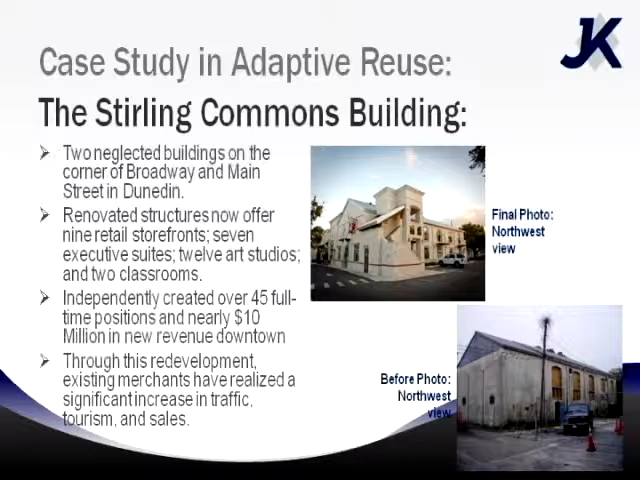 JK
Case Study in Adaptive Reuse:
The Stirling Commons Building:
Two neglected buildings on the
corner of Broadway and Main
Street in Dunedin.
Renovated structures now offer
nine retail storefronts; seven
executive suites; twelve art studios;
and two classrooms.
Independently created over 45 full-
time positions and nearly $10
Million in new revenue downtown
Through this redevelopment,
existing merchants have realized a
significant increase in traffic,
tourism, and sales.
Final Photo:
Northwest
view
Before Photo:
Northwest
view